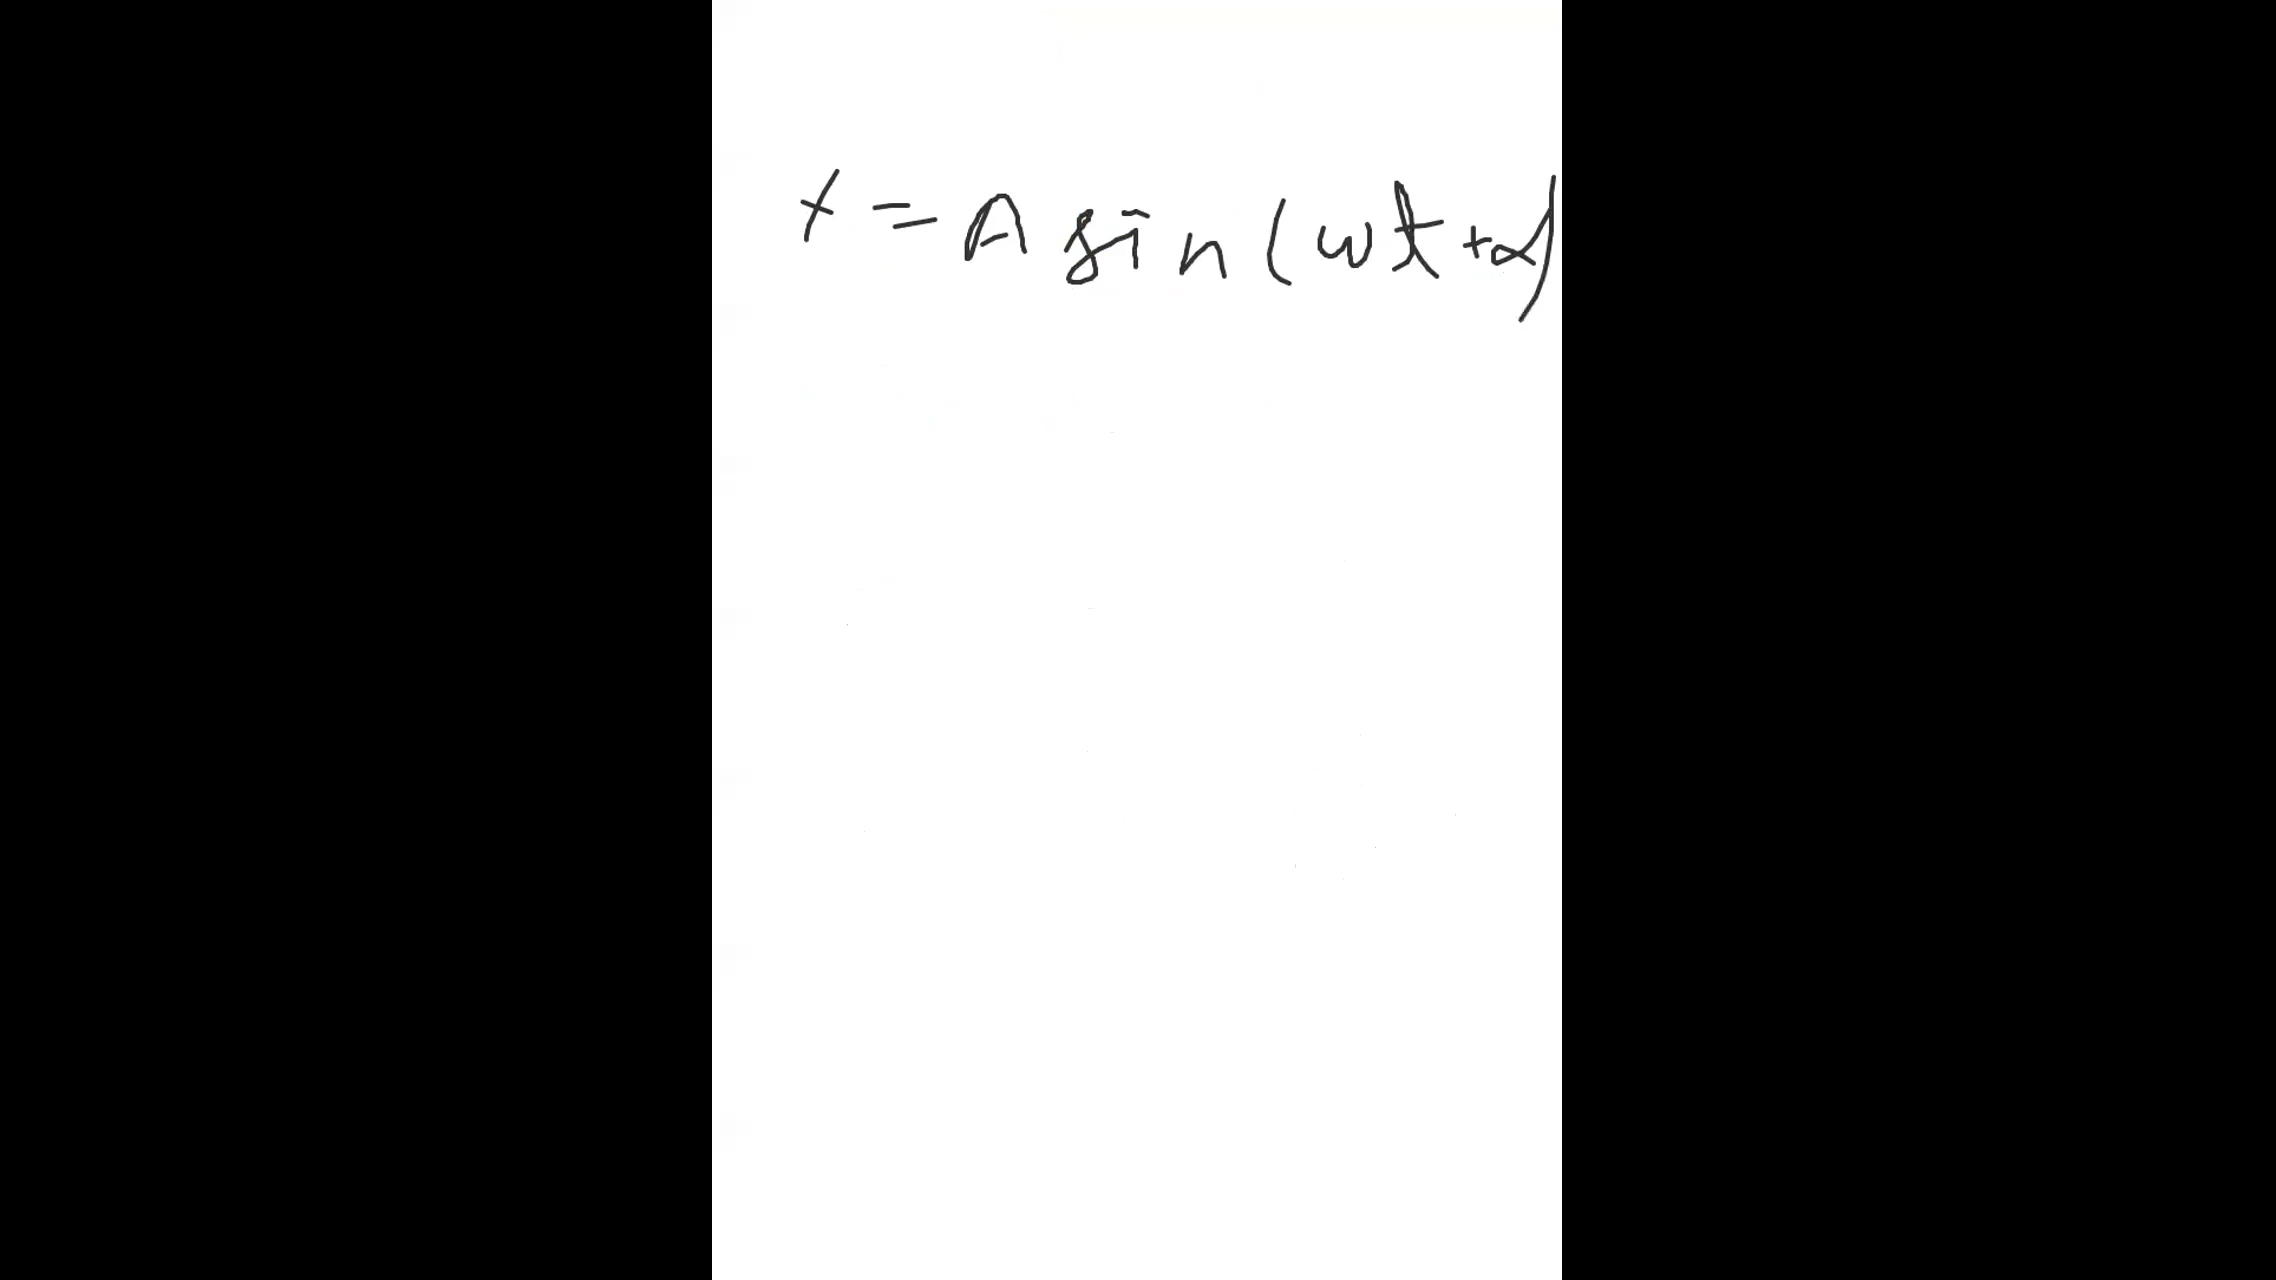 x = A sin(ωt+α)